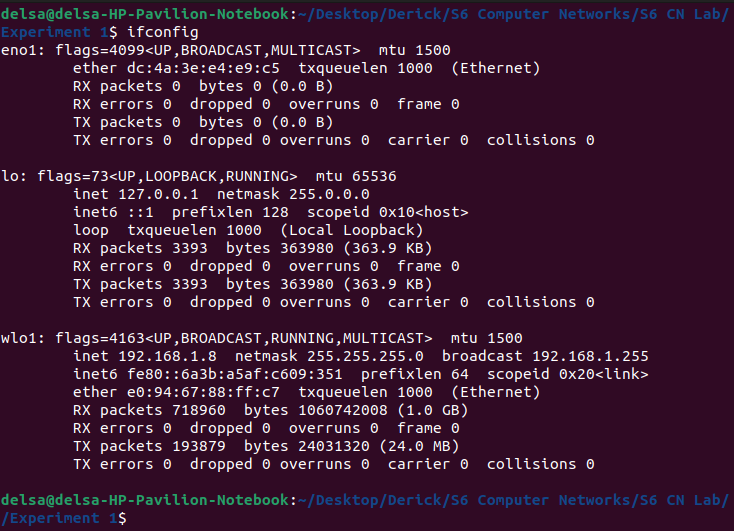 delsa@delsa-HP-Pavilion-Notebook:~/Desktop/Derick/S6 Computer Networks/S6 CN Lab/
Experiment 1$ ifconfig
eno1: flags=4099<UP,BROADCAST,MULTICAST>  mtu 1500
        ether dc:4a:3e:e4:e9:c5  txqueuelen 1000  (Ethernet)
        RX packets 0  bytes 0 (0.0 B)
        RX errors 0  dropped 0  overruns 0  frame 0
        TX packets 0  bytes 0 (0.0 B)
        TX errors 0  dropped 0 overruns 0  carrier 0  collisions 0

lo: flags=73<UP,LOOPBACK,RUNNING>  mtu 65536
        inet 127.0.0.1  netmask 255.0.0.0
        inet6 ::1  prefixlen 128  scopeid 0x10<host>
        loop  txqueuelen 1000  (Local Loopback)
        RX packets 3393  bytes 363980 (363.9 KB)
        RX errors 0  dropped 0  overruns 0  frame 0
        TX packets 3393  bytes 363980 (363.9 KB)
        TX errors 0  dropped 0 overruns 0  carrier 0  collisions 0

wlo1: flags=4163<UP,BROADCAST,RUNNING,MULTICAST>  mtu 1500
        inet 192.168.1.8  netmask 255.255.255.0  broadcast 192.168.1.255
        inet6 fe80::6a3b:a5af:c609:351  prefixlen 64  scopeid 0x20<link>
        ether e0:94:67:88:ff:c7  txqueuelen 1000  (Ethernet)
        RX packets 718960  bytes 1060742008 (1.0 GB)
        RX errors 0  dropped 0  overruns 0  frame 0
        TX packets 193879  bytes 24031320 (24.0 MB)
        TX errors 0  dropped 0 overruns 0  carrier 0  collisions 0

delsa@delsa-HP-Pavilion-Notebook:~/Desktop/Derick/S6 Computer Networks/S6 CN Lab/
/Experiment 1$